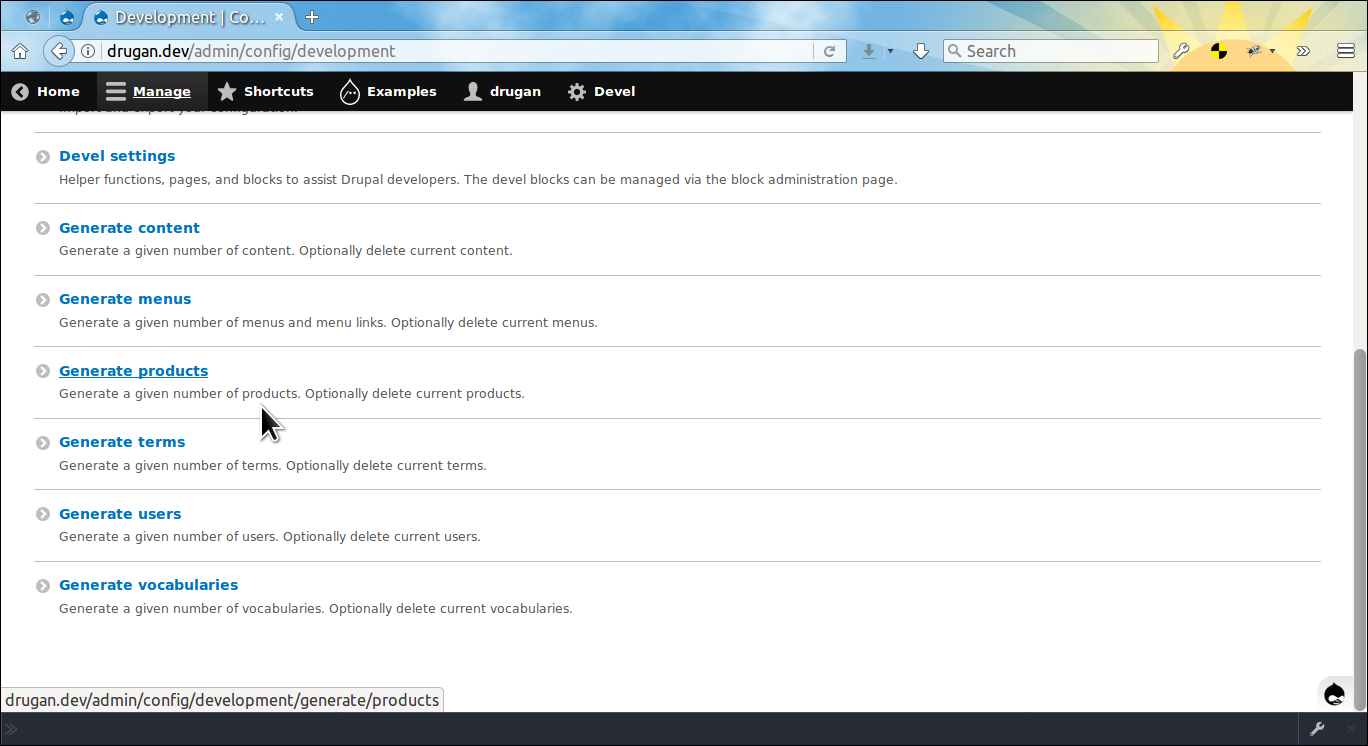 Development | Co...
drugan.dev/admin/config/development
Search
Home
Manage
Shortcuts
Examples
drugan
Devel
Import and export your configuration.
Devel settings
Helper functions, pages, and blocks to assist Drupal developers. The devel blocks can be managed via the block administration page.
Generate content
Generate a given number of content. Optionally delete current content.
Generate menus
Generate a given number of menus and menu links. Optionally delete current menus.
Generate products
Generate a given number of products. Optionally delete current products.
Generate terms
Generate a given number of terms. Optionally delete current terms.
Generate users
Generate a given number of users. Optionally delete current users.
Generate vocabularies
Generate a given number of vocabularies. Optionally delete current vocabularies.
drugan.dev/admin/config/development/generate/products